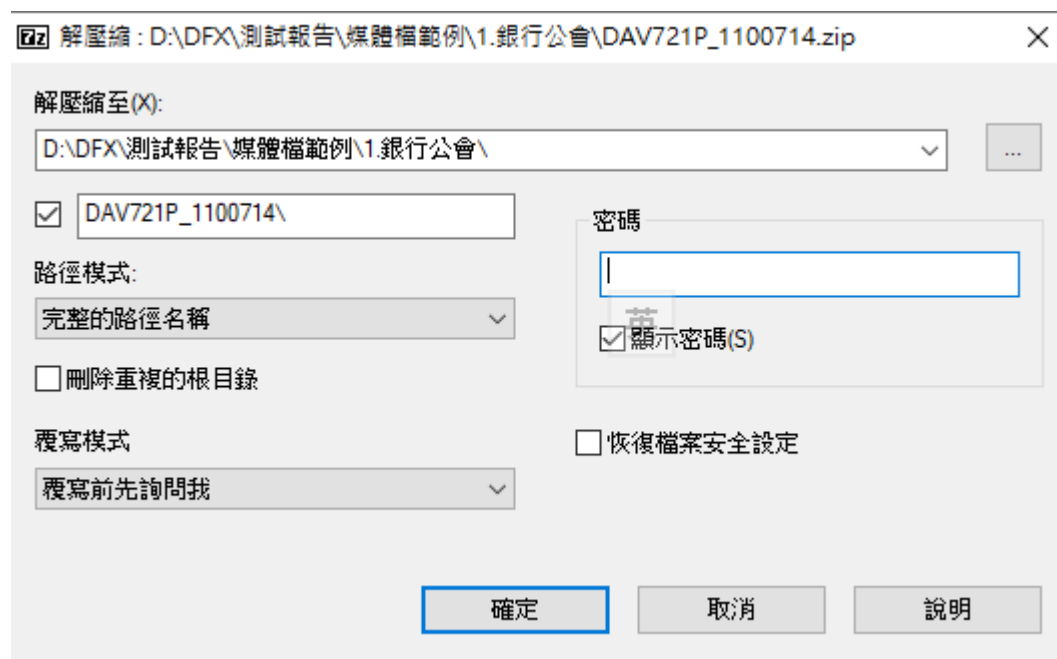 7z 解壓縮 : D:\DFX\測試報告\媒體檔範例\1.銀行公會\DAV721P_1100714.zip
解壓縮至(X):
D:\DFX\測試報告\媒體檔範例\1.銀行公會\
...
DAV721P_1100714\
密碼
路徑模式:
完整的路徑名稱
英
顯示密碼(S)
刪除重複的根目錄
覆寫模式
恢復檔案安全設定
覆寫前先詢問我
確定
取消
說明